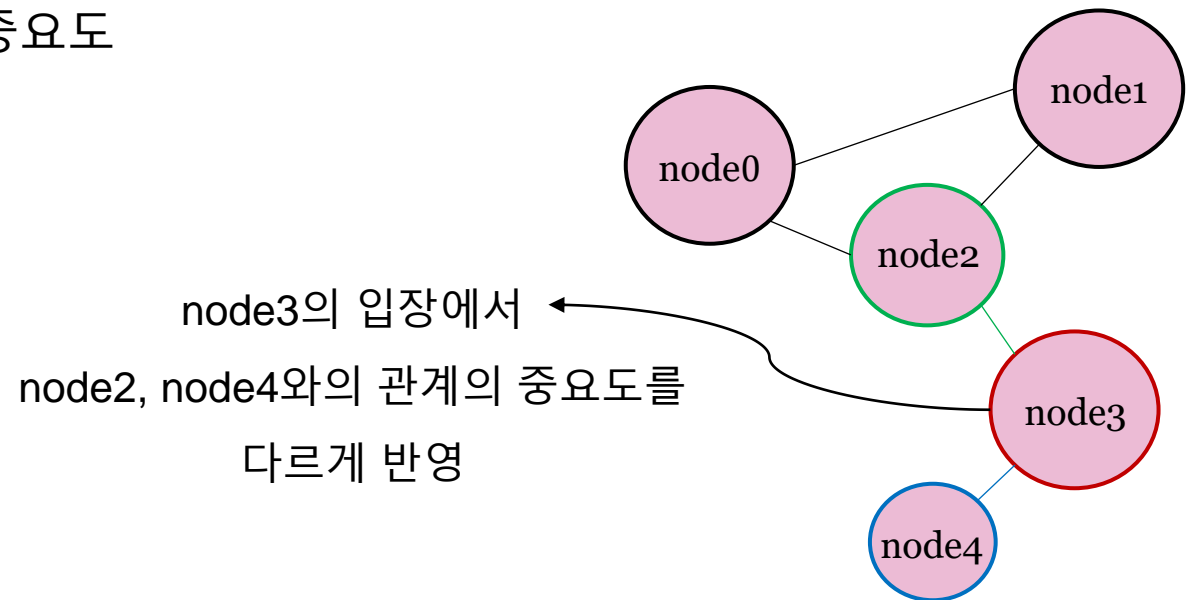 중요도
node1
node0
node2
node3의 입장에서
node2, node4와의 관계의 중요도를
다르게 반영
node3
node4